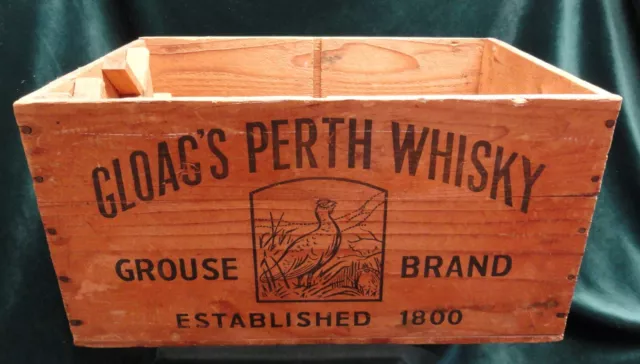 GLOAG'S PERTH WHISKY
GROUSE BRAND
ESTABLISHED 1800